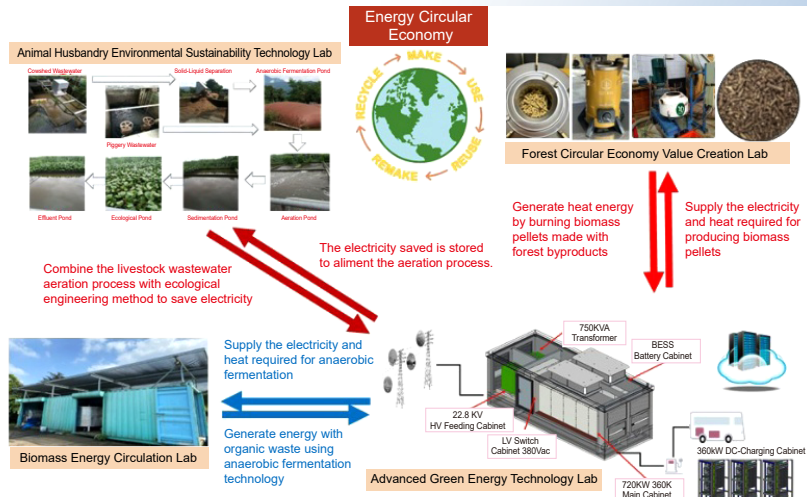 Energy Circular
Economy
Animal Husbandry Environmental Sustainability Technology Lab
Cowshed Wastewater
Solid-Liquid Separation
Anaerobic Fermentation Pond
Piggery Wastewater
Effluent Pond
Ecological Pond
Sedimentation Pond
Aeration Pond
RECYCLE
MAKE
USE
REUSE
REMAKE
Forest Circular Economy Value Creation Lab
Generate heat energy
by burning biomass
pellets made with
forest byproducts
Supply the electricity
and heat required for
producing biomass
pellets
The electricity saved is stored
to aliment the aeration process.
Combine the livestock wastewater
aeration process with ecological
engineering method to save electricity
Supply the electricity and
heat required for anaerobic
fermentation
Generate energy with
organic waste using
anaerobic fermentation
technology
Biomass Energy Circulation Lab
750KVA
Transformer
BESS
Battery Cabinet
22.8 KV
HV Feeding Cabinet
LV Switch
Cabinet 380Vac
720KW 360K
Main Cabinet
360kW DC-Charging Cabinet
Advanced Green Energy Technology Lab